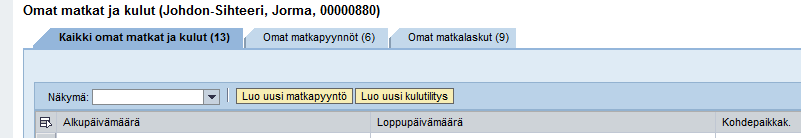 Omat matkat ja kulut (Johdon-Sihteeri, Jorma, 00000880)
Kaikki omat matkat ja kulut (13) Omat matkapyynnöt (6) Omat matkalaskut (9)
Näkymä: Luo uusi matkapyyntö Luo uusi kulutilitys
Alkupäivämäärä Loppupäivämäärä Kohdepaikkak.